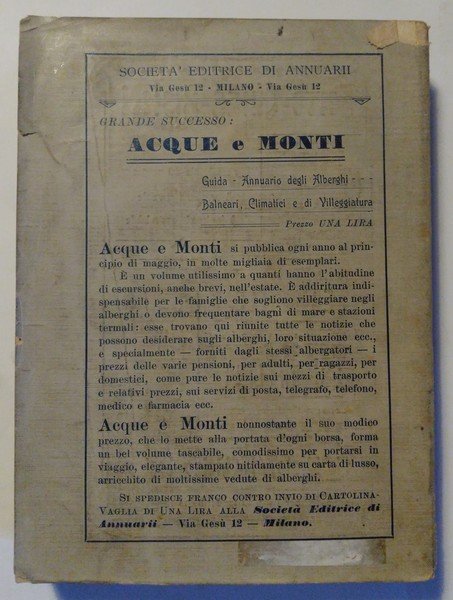 SOCIETA' EDITRICE DI ANNUARII
Via Gesù 12 - MILANO - Via Gesù 12
GRANDE SUCCESSO:
ACQUE e MONTI
Guida - Annuario degli Alberghi - - -
Balneari, Climatici e di Villeggiatura
Prezzo UNA LIRA
Acque e Monti si pubblica ogni anno al prin-
cipio di maggio, in molte migliaia di esemplari.
È un volume utilissimo a quanti hanno l'abitudine
di escursioni, anche brevi, nell'estate. È addiritura indi-
spensabile per le famiglie che sogliono villeggiare negli
alberghi o devono frequentare bagni di mare e stazioni
termali: esse trovano qui riunite tutte le notizie che
possono desiderare sugli alberghi, loro situazione ecc.,
e specialmente — forniti dagli stessi albergatori — i
prezzi delle varie pensioni, per adulti, per ragazzi, per
domestici, come pure le notizie sui mezzi di trasporto
e relativi prezzi, sui servizi di posta, telegrafo, telefono,
medico e farmacia ecc.
Acque e Monti nonnostante il suo modico
prezzo, che lo mette alla portata d'ogni borsa, forma
un bel volume tascabile, comodissimo per portarsi in
viaggio, elegante, stampato nitidamente su carta di lusso,
arricchito di moltissime vedute di alberghi.
SI SPEDISCE FRANCO CONTRO INVIO DI CARTOLINA-
VAGLIA DI UNA LIRA ALLA Società Editrice di
Annuarii — Via Gesù 12 — Milano.